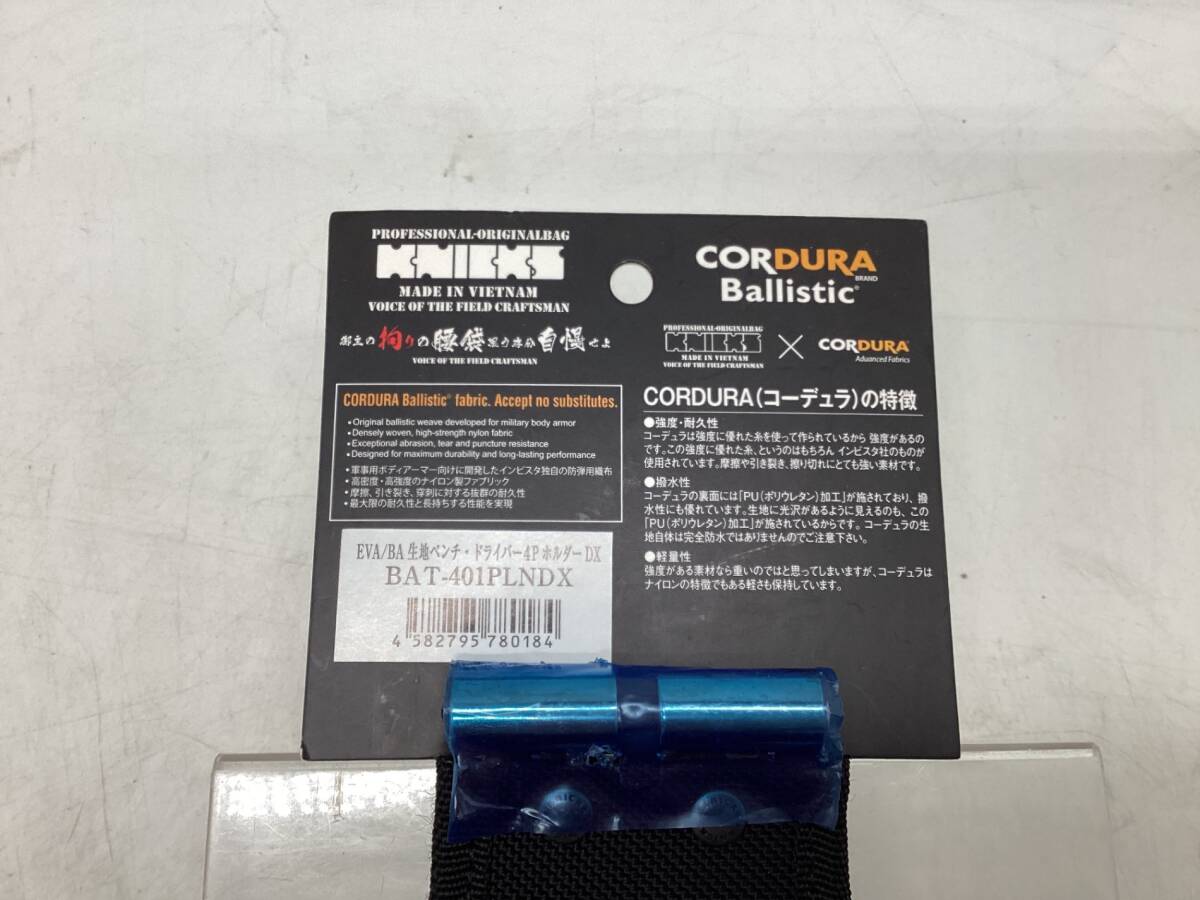 PROFESSIONAL-ORIGINALBAG
KNICKS
MADE IN VIETNAM
VOICE OF THE FIELD CRAFTSMAN
拘りの腰袋
自慢せよ
VOICE OF THE FIELD CRAFTSMAN
CORDURA Ballistic® fabric. Accept no substitutes.
•Original ballistic weave developed for military body armor
•Densely woven, high-strength nylon fabric
•Exceptional abrasion, tear and puncture resistance
•Designed for maximum durability and long-lasting performance
•軍事用ボディアーマー向けに開発したインビスタ独自の防弾用織布
•高密度・高強度のナイロン製ファブリック
•摩擦、引き裂き、穿刺に対する抜群の耐久性
•最大限の耐久性と長持ちする性能を実現
EVA/BA 生地ペンチ・ドライバー4Pホルダー DX
BAT-401PLNDX
4 582795 780184
CORDURA
BRAND
Ballistic®
PROFESSIONAL-ORIGINALBAG
KNICKS
MADE IN VIETNAM
VOICE OF THE FIELD CRAFTSMAN
×
CORDURA®
Advanced Fabrics
CORDURA(コーデュラ)の特徴
●強度・耐久性
コーデュラは強度に優れた糸を使って作られているから 強度があるの
です。この強度に優れた糸、というのはもちろん インビスタ社のものが
使用されています。摩擦や引き裂き、擦り切れにとても強い素材です。
●撥水性
コーデュラの裏面には「PU(ポリウレタン)加工」が施されており、撥
水性にも優れています。生地に光沢があるように見えるのも、この
「PU(ポリウレタン)加工」が施されているからです。コーデュラの生
地自体は完全防水ではありませんのでご注意下さい。
●軽量性
強度がある素材なら重いのではと思ってしまいますが、コーデュラは
ナイロンの特徴でもある軽さも保持しています。